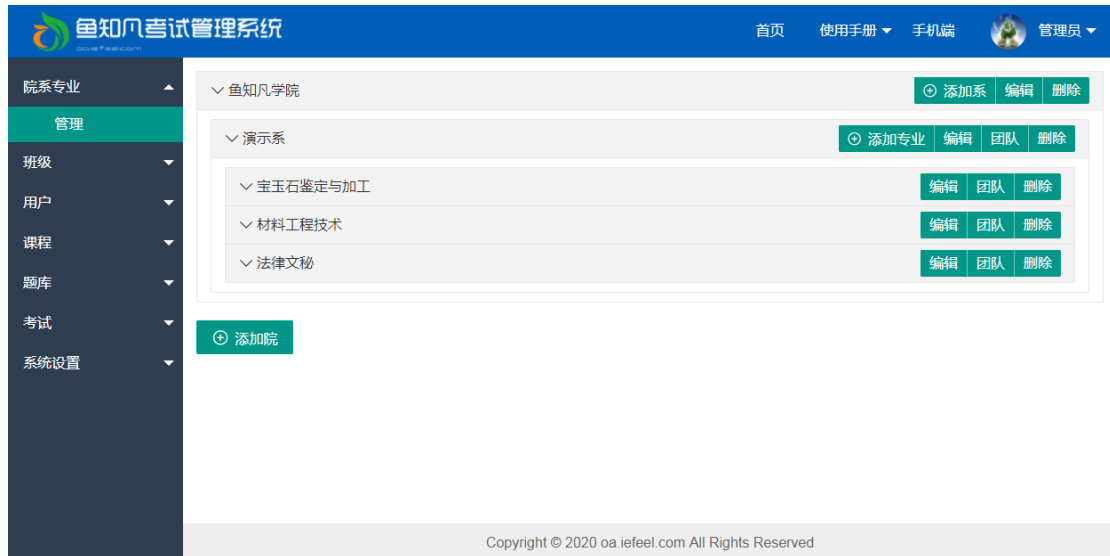 鱼知凡考试管理系统
oa.iefeel.com
首页 使用手册 手机端 管理员
院系专业
管理
班级
用户
课程
题库
考试
系统设置
鱼知凡学院 添加系 编辑 删除
演示系 添加专业 编辑 团队 删除
宝玉石鉴定与加工 编辑 团队 删除
材料工程技术 编辑 团队 删除
法律文秘 编辑 团队 删除
添加院
Copyright © 2020 oa.iefeel.com All Rights Reserved